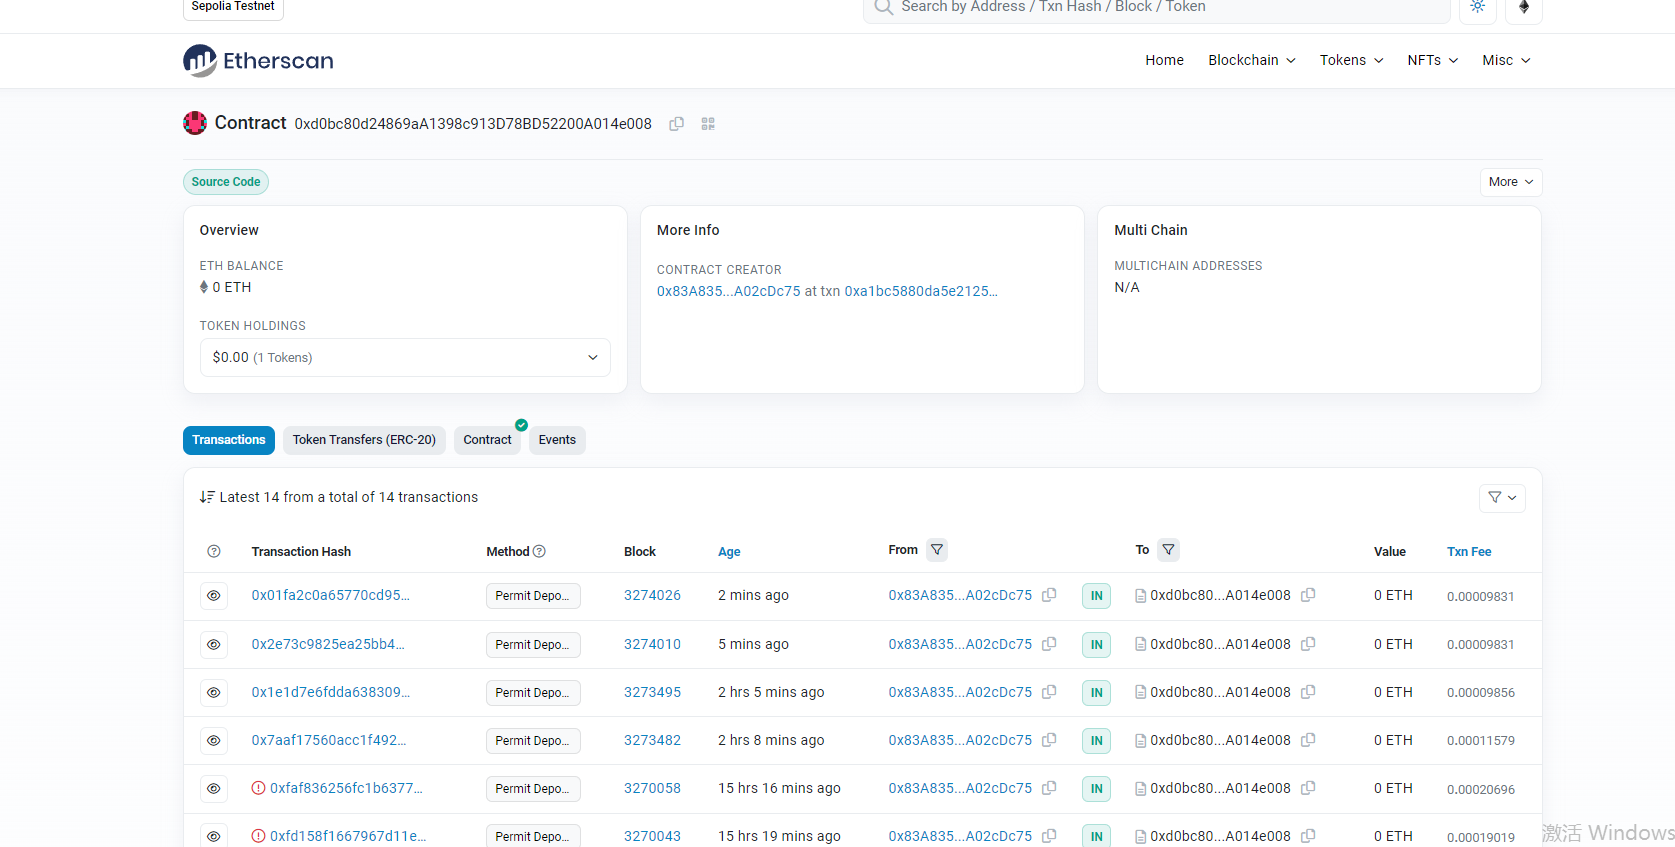 Sepolia Testnet
Search by Address / Txn Hash / Block / Token
Etherscan
Home Blockchain Tokens NFTs Misc
Contract 0xd0bc80d24869aA1398c913D78BD52200A014e008
Source Code
More
Overview
ETH BALANCE
0 ETH
TOKEN HOLDINGS
$0.00 (1 Tokens)
More Info
CONTRACT CREATOR
0x83A835...A02cDc75 at txn 0xa1bc5880da5e2125...
Multi Chain
MULTICHAIN ADDRESSES
N/A
Transactions Token Transfers (ERC-20) Contract Events
Latest 14 from a total of 14 transactions
Transaction Hash Method Block Age From To Value Txn Fee
0x01fa2c0a65770cd95... Permit Depo... 3274026 2 mins ago 0x83A835...A02cDc75 IN 0xd0bc80...A014e008 0 ETH 0.00009831
0x2e73c9825ea25bb4... Permit Depo... 3274010 5 mins ago 0x83A835...A02cDc75 IN 0xd0bc80...A014e008 0 ETH 0.00009831
0x1e1d7e6fdda638309... Permit Depo... 3273495 2 hrs 5 mins ago 0x83A835...A02cDc75 IN 0xd0bc80...A014e008 0 ETH 0.00009856
0x7aaf17560acc1f492... Permit Depo... 3273482 2 hrs 8 mins ago 0x83A835...A02cDc75 IN 0xd0bc80...A014e008 0 ETH 0.00011579
0xfaf836256fc1b6377... Permit Depo... 3270058 15 hrs 16 mins ago 0x83A835...A02cDc75 IN 0xd0bc80...A014e008 0 ETH 0.00020696
0xfd158f1667967d11e... Permit Depo... 3270043 15 hrs 19 mins ago 0x83A835...A02cDc75 IN 0xd0bc80...A014e008 0 ETH 0.00019019
激活 Windows